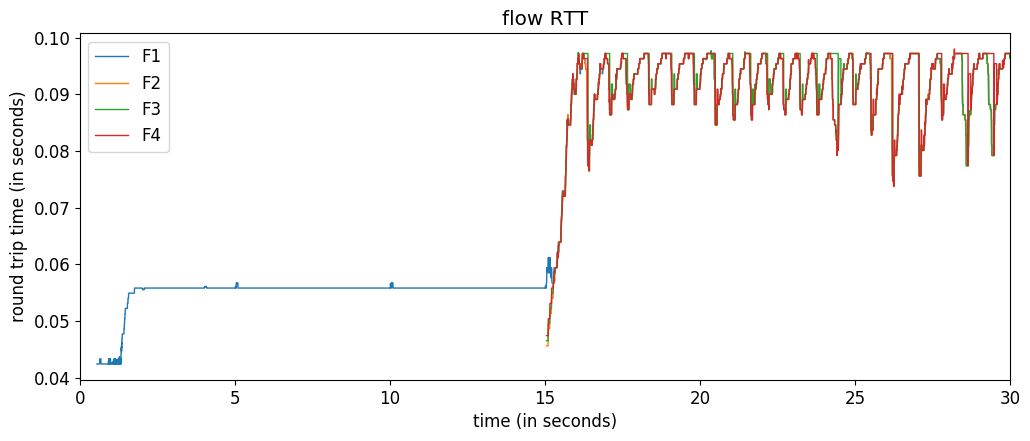 flow RTT
round trip time (in seconds)
0.10
0.09
0.08
0.07
0.06
0.05
0.04
F1
F2
F3
F4
0 5 10 15 20 25 30
time (in seconds)